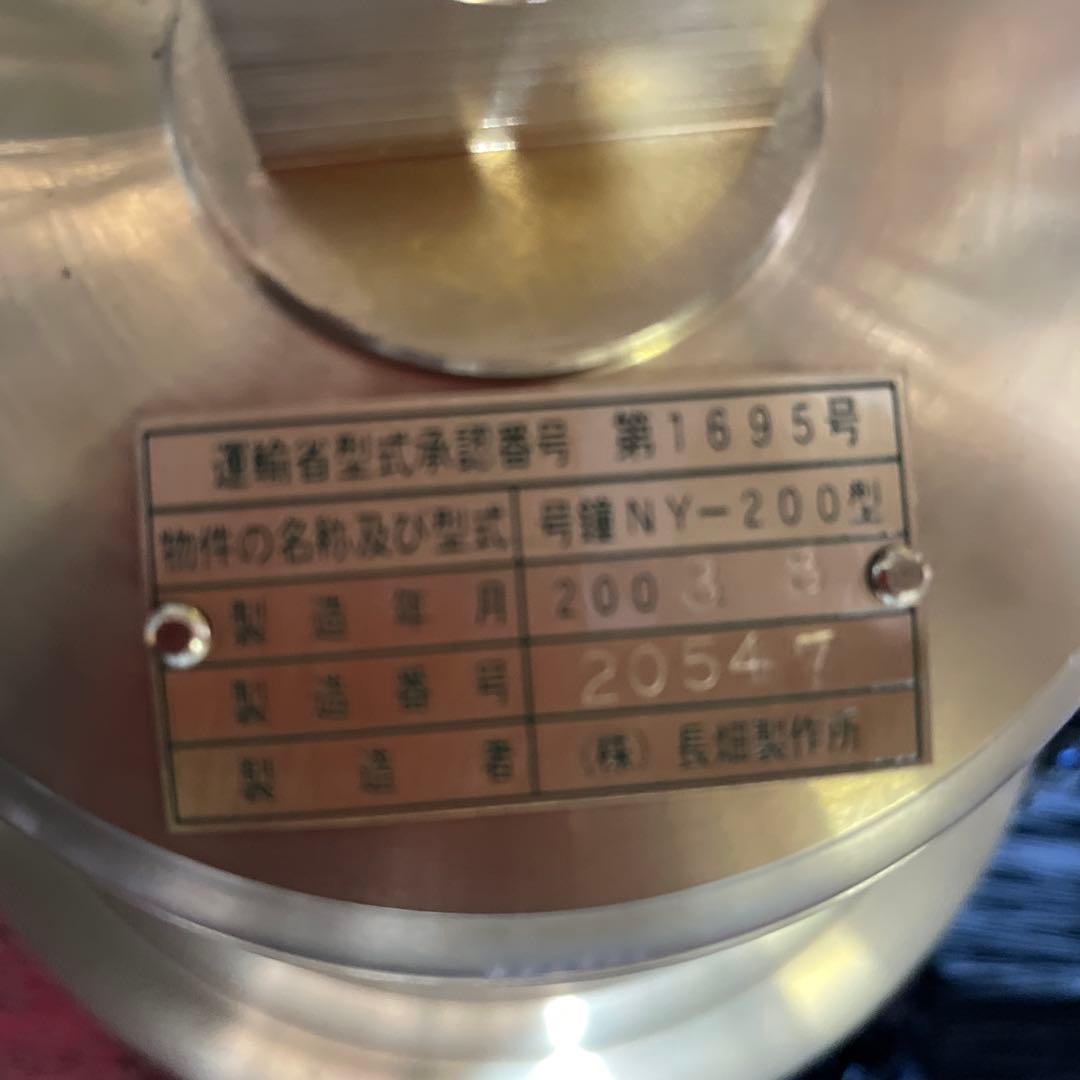 運輸省型式承認番号 第1695号
物件の名称及び型式 号鐘NY-200型
製造年月 2003 8
製造番号 20547
製造者 (株)長畑製作所